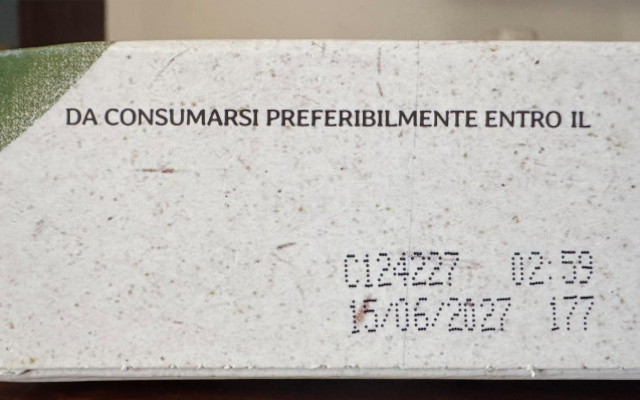 DA CONSUMARSI PREFERIBILMENTE ENTRO IL
C124227 02:59
15/06/2027 177